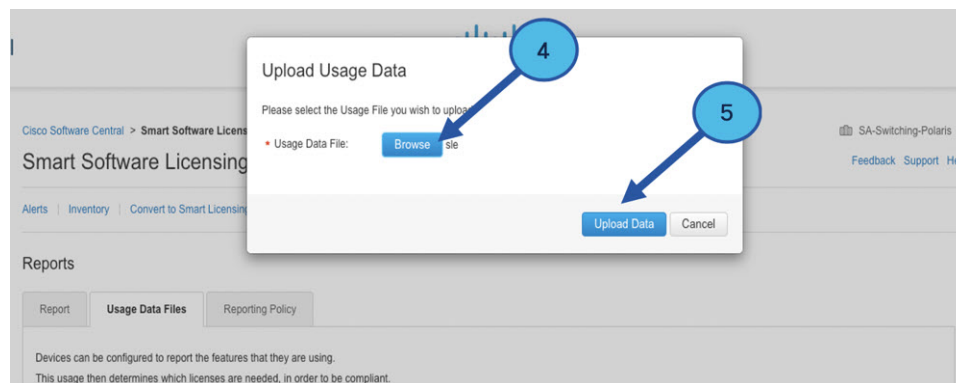 4
Upload Usage Data
Please select the Usage File you wish to upload
5
Cisco Software Central > Smart Software Licens
SA-Switching-Polaris
• Usage Data File:
Browse
sle
Smart Software Licensing
Feedback Support He
Alerts | Inventory | Convert to Smart Licensing
Upload Data
Cancel
Reports
Report
Usage Data Files
Reporting Policy
Devices can be configured to report the features that they are using.
This usage then determines which licenses are needed, in order to be compliant.